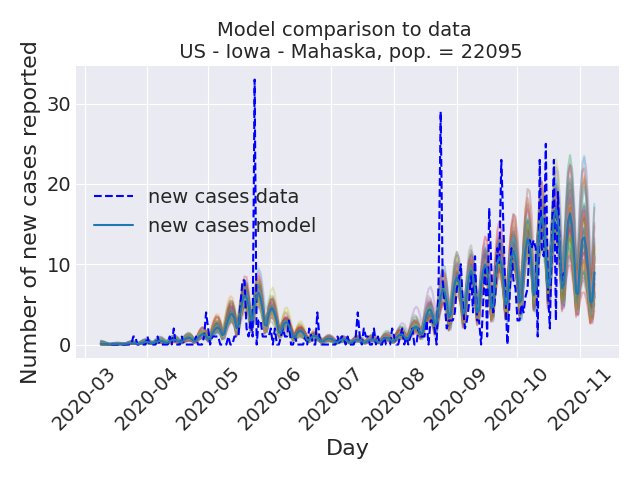 Model comparison to data
US - Iowa - Mahaska, pop. = 22095
Number of new cases reported
30
20
10
0
new cases data
new cases model
2020-03
2020-04
2020-05
2020-06
2020-07
2020-08
2020-09
2020-10
2020-11
Day